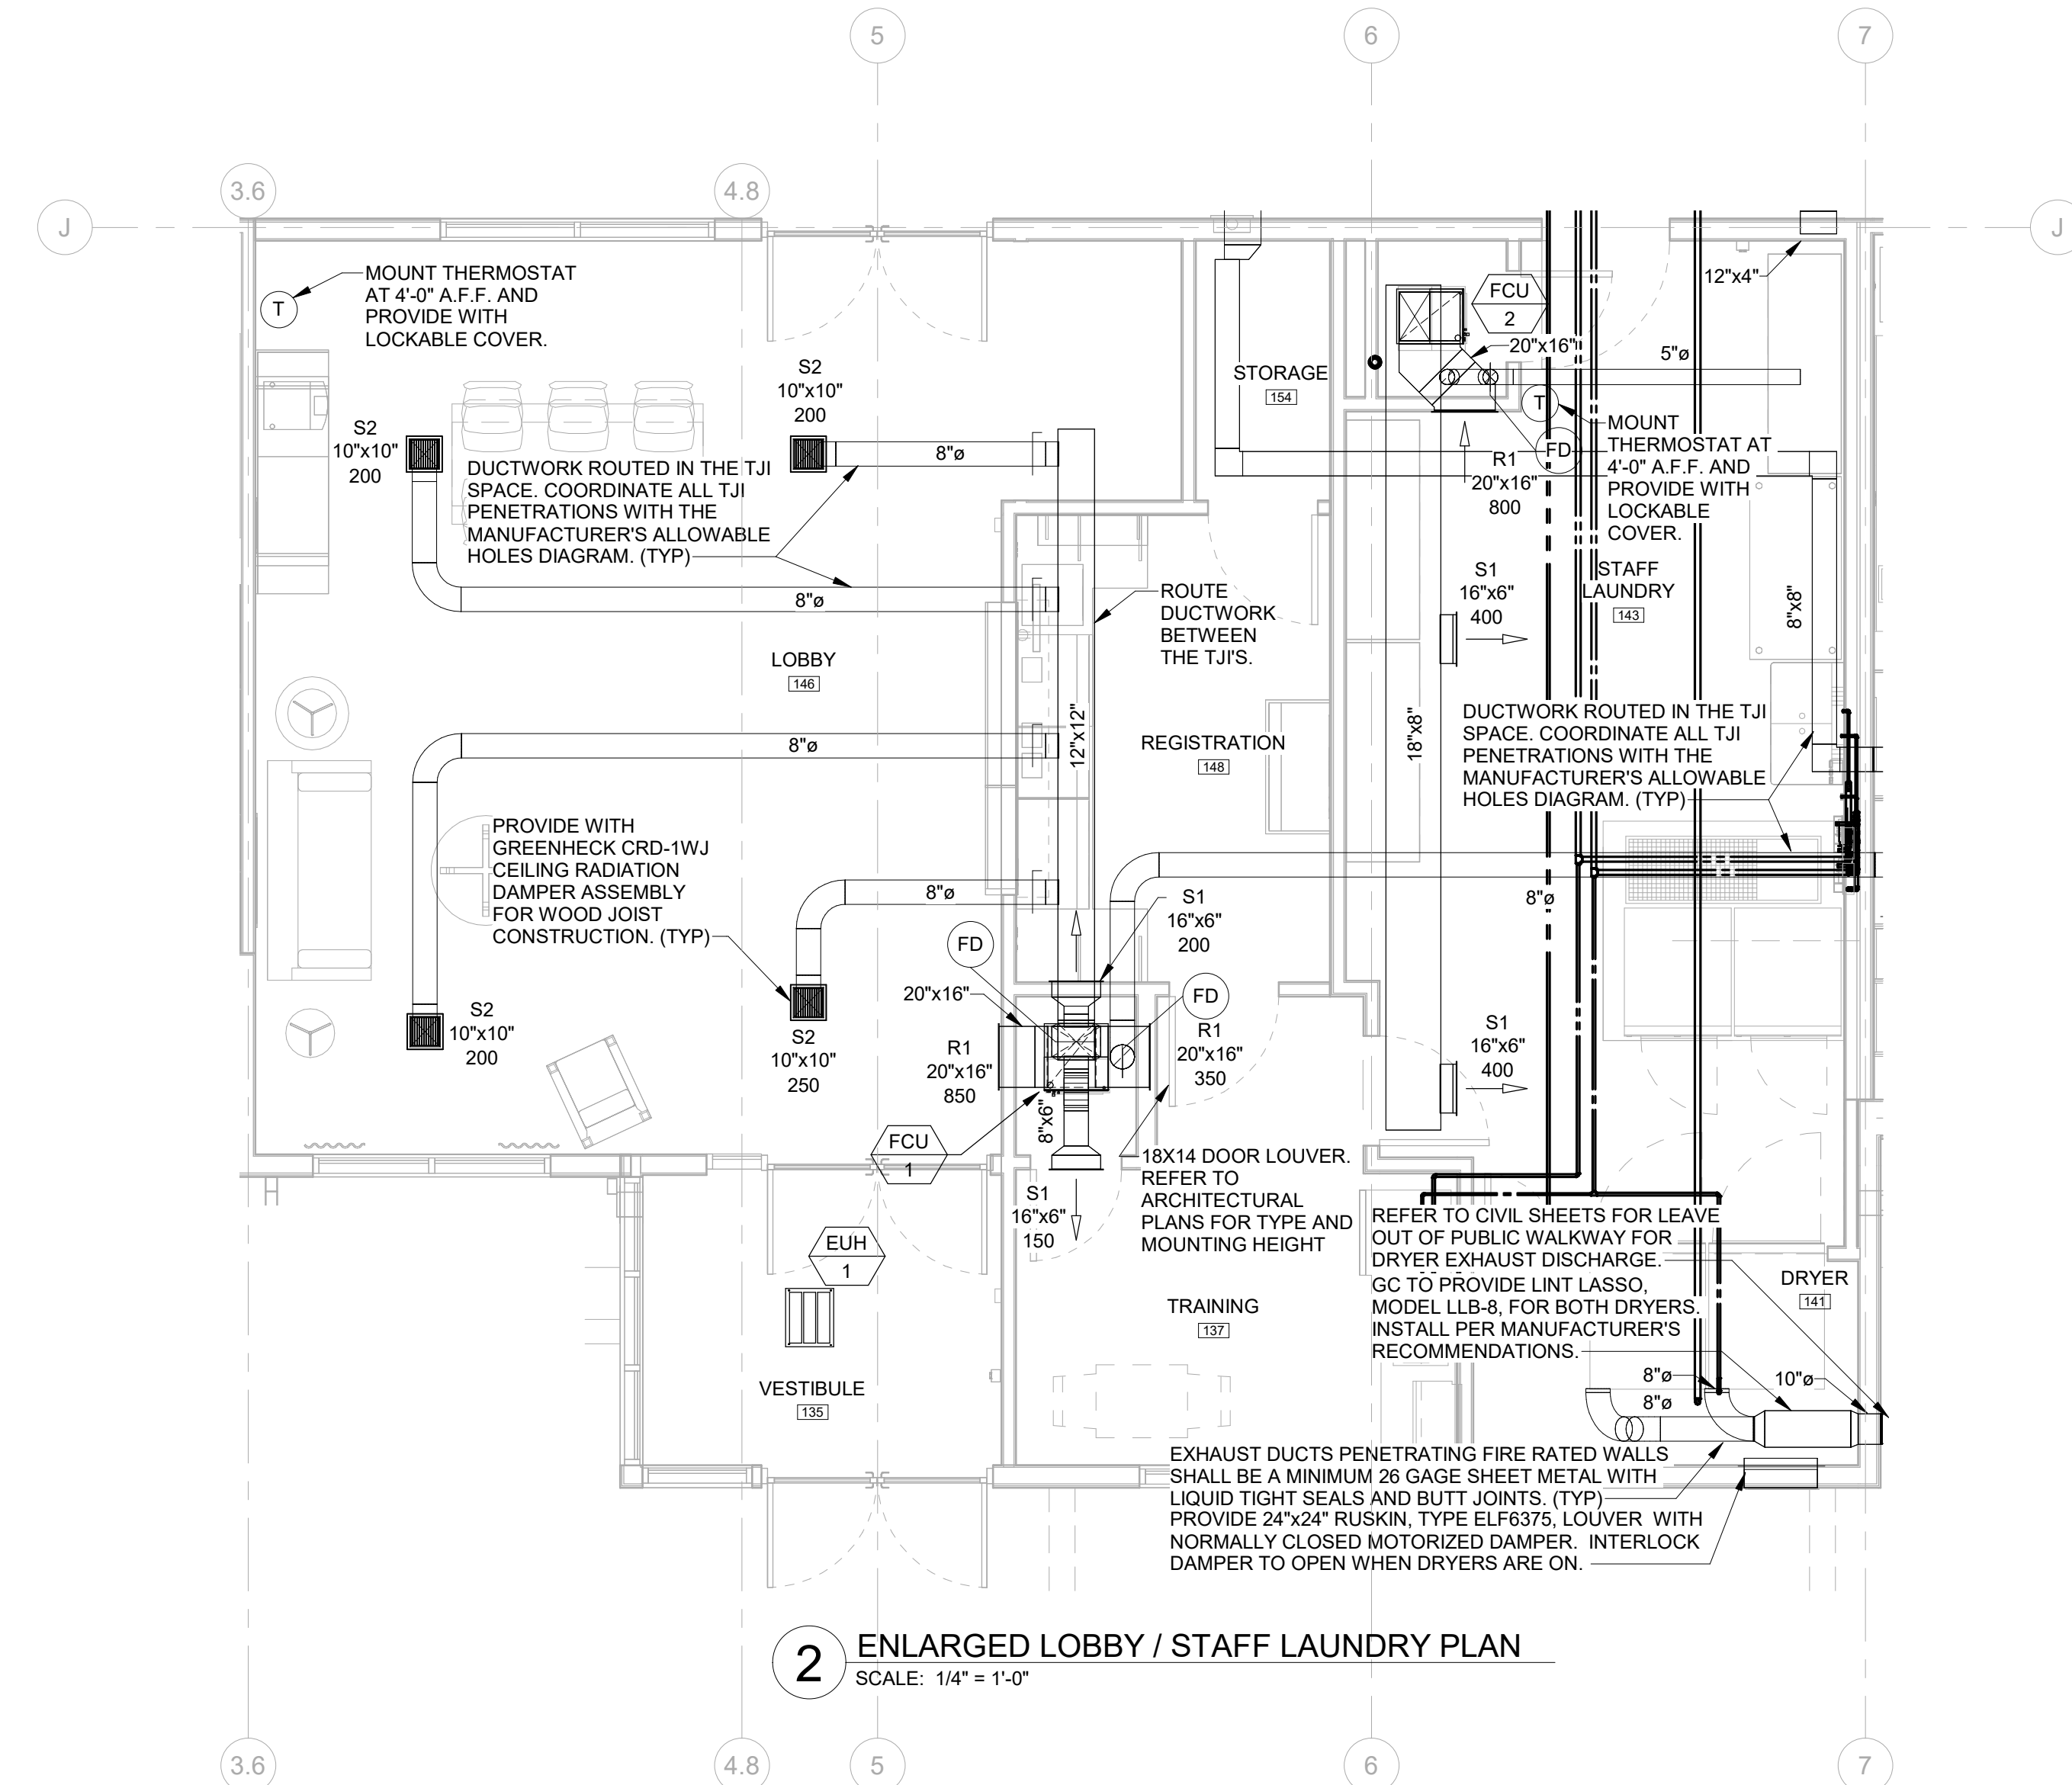 5
6
7
3.6
4.8
J
J
MOUNT THERMOSTAT
AT 4'-0" A.F.F. AND
PROVIDE WITH
LOCKABLE COVER.
T
12"x4"
FCU
2
20"x16"
5"ø
STORAGE
154
S2
10"x10"
200
S2
10"x10"
200
8"ø
DUCTWORK ROUTED IN THE TJI
SPACE. COORDINATE ALL TJI
PENETRATIONS WITH THE
MANUFACTURER'S ALLOWABLE
HOLES DIAGRAM. (TYP)
T
MOUNT
THERMOSTAT AT
4'-0" A.F.F. AND
PROVIDE WITH
LOCKABLE
COVER.
FD
R1
20"x16"
800
8"ø
ROUTE
DUCTWORK
BETWEEN
THE TJI'S.
S1
16"x6"
400
STAFF
LAUNDRY
143
8"x8"
LOBBY
146
8"ø
12"x12"
REGISTRATION
148
18"x8"
DUCTWORK ROUTED IN THE TJI
SPACE. COORDINATE ALL TJI
PENETRATIONS WITH THE
MANUFACTURER'S ALLOWABLE
HOLES DIAGRAM. (TYP)
PROVIDE WITH
GREENHECK CRD-1WJ
CEILING RADIATION
DAMPER ASSEMBLY
FOR WOOD JOIST
CONSTRUCTION. (TYP)
8"ø
8"ø
S1
16"x6"
200
FD
20"x16"
FD
S2
10"x10"
200
S2
10"x10"
250
R1
20"x16"
850
R1
20"x16"
350
S1
16"x6"
400
8"x6"
FCU
1
18X14 DOOR LOUVER.
REFER TO
ARCHITECTURAL
PLANS FOR TYPE AND
MOUNTING HEIGHT
S1
16"x6"
150
EUH
1
REFER TO CIVIL SHEETS FOR LEAVE
OUT OF PUBLIC WALKWAY FOR
DRYER EXHAUST DISCHARGE.
GC TO PROVIDE LINT LASSO,
MODEL LLB-8, FOR BOTH DRYERS.
INSTALL PER MANUFACTURER'S
RECOMMENDATIONS.
DRYER
141
TRAINING
137
VESTIBULE
135
8"ø
8"ø
10"ø
EXHAUST DUCTS PENETRATING FIRE RATED WALLS
SHALL BE A MINIMUM 26 GAGE SHEET METAL WITH
LIQUID TIGHT SEALS AND BUTT JOINTS. (TYP)
PROVIDE 24"x24" RUSKIN, TYPE ELF6375, LOUVER WITH
NORMALLY CLOSED MOTORIZED DAMPER. INTERLOCK
DAMPER TO OPEN WHEN DRYERS ARE ON.
2
ENLARGED LOBBY / STAFF LAUNDRY PLAN
SCALE: 1/4" = 1'-0"
3.6
4.8
5
6
7